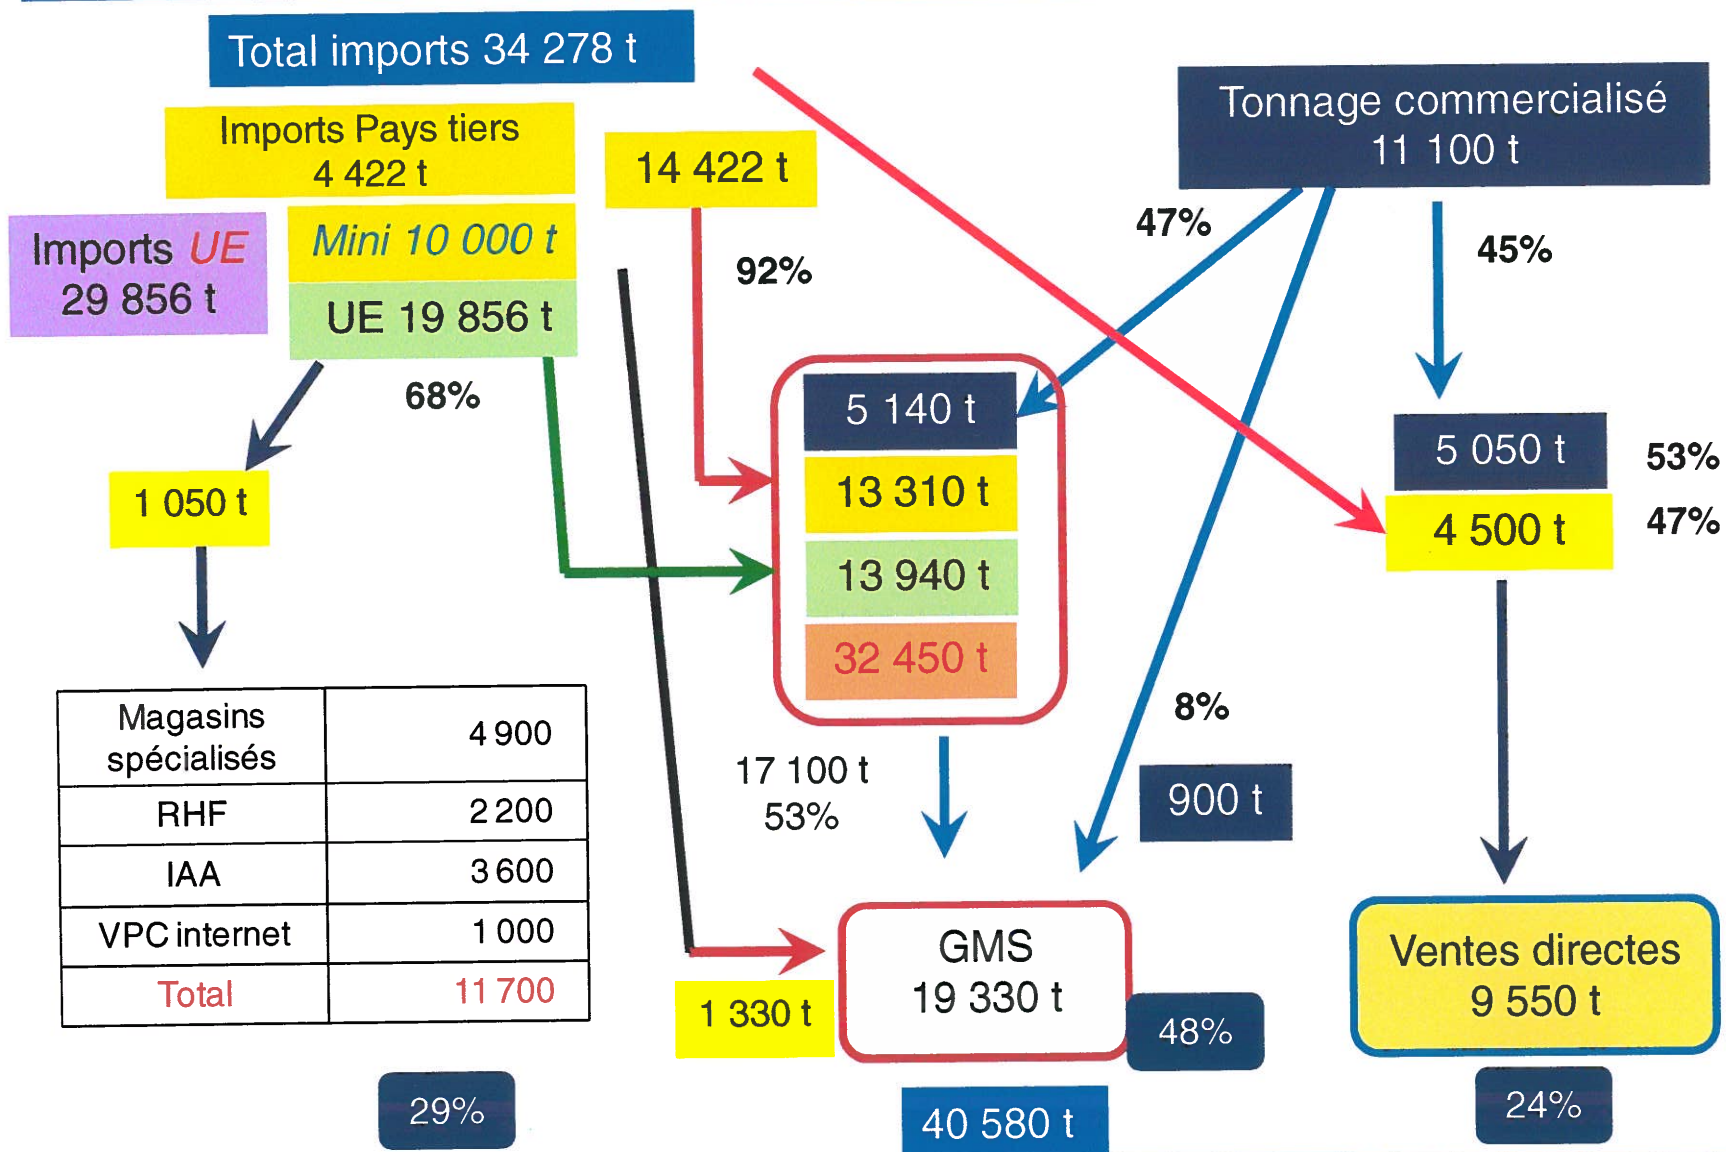 Total imports 34 278 t
Imports Pays tiers
4 422 t
14 422 t
Tonnage commercialisé
11 100 t
Imports UE
29 856 t
Mini 10 000 t
UE 19 856 t
92%
47%
45%
68%
5 140 t
13 310 t
13 940 t
32 450 t
5 050 t
53%
4 500 t
47%
1 050 t
Magasins
spécialisés
4 900
RHF
2 200
IAA
3 600
VPC internet
1 000
Total
11 700
17 100 t
53%
8%
900 t
1 330 t
GMS
19 330 t
48%
Ventes directes
9 550 t
29%
40 580 t
24%